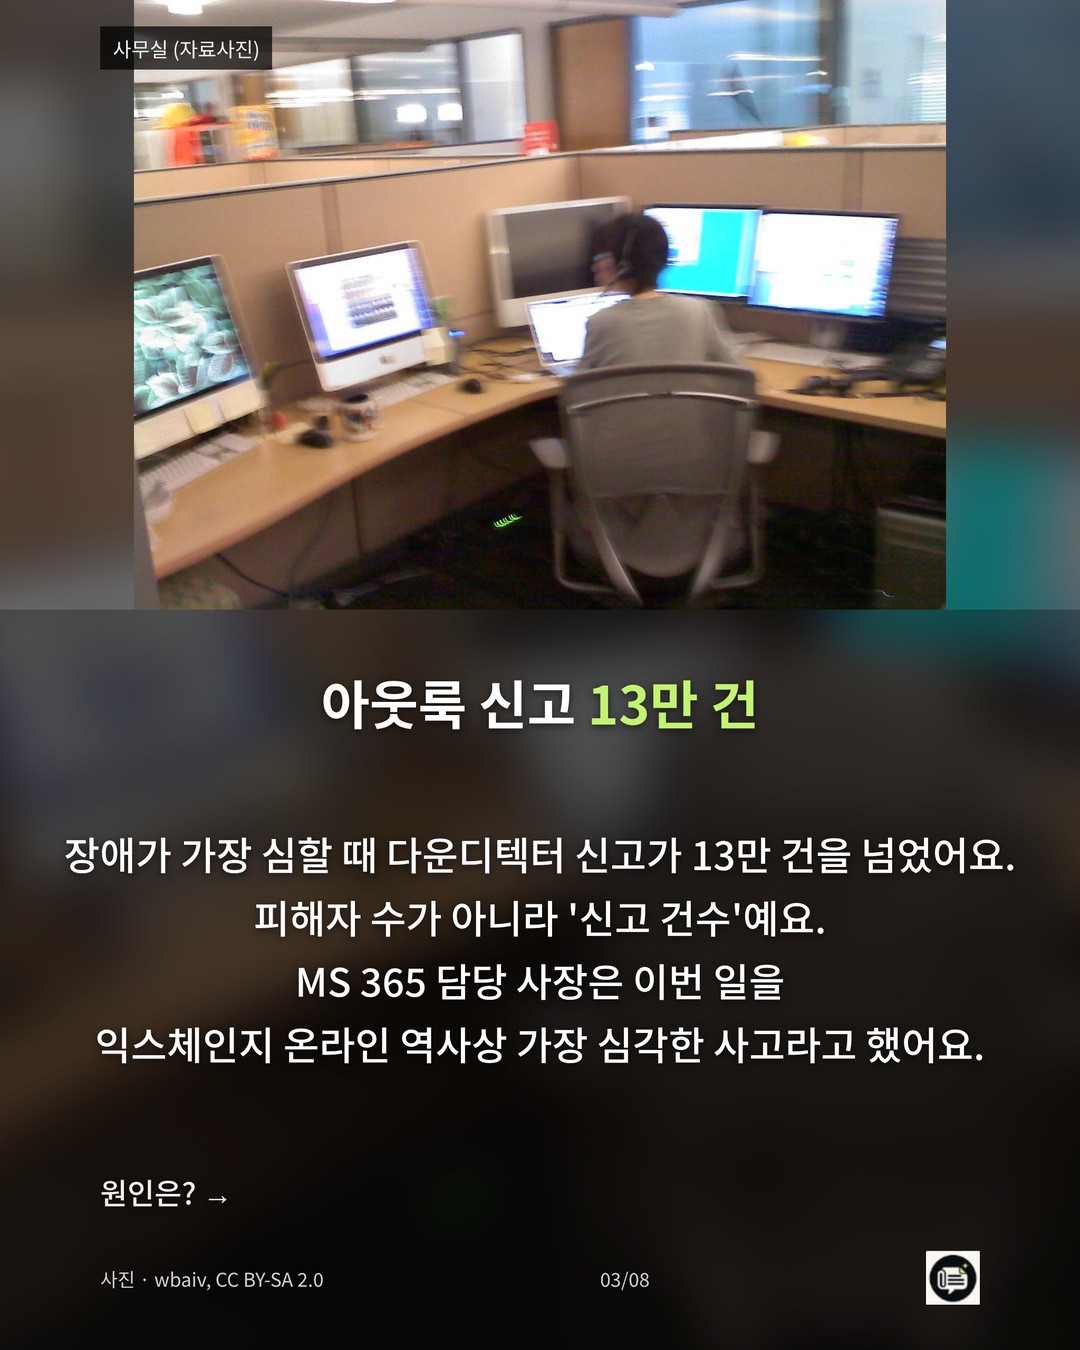 사무실 (자료사진)
아웃룩 신고 13만 건
장애가 가장 심할 때 다운디텍터 신고가 13만 건을 넘었어요.
피해자 수가 아니라 '신고 건수'예요.
MS 365 담당 사장은 이번 일을
익스체인지 온라인 역사상 가장 심각한 사고라고 했어요.
원인은? →
사진 · wbaiv, CC BY-SA 2.0
03/08